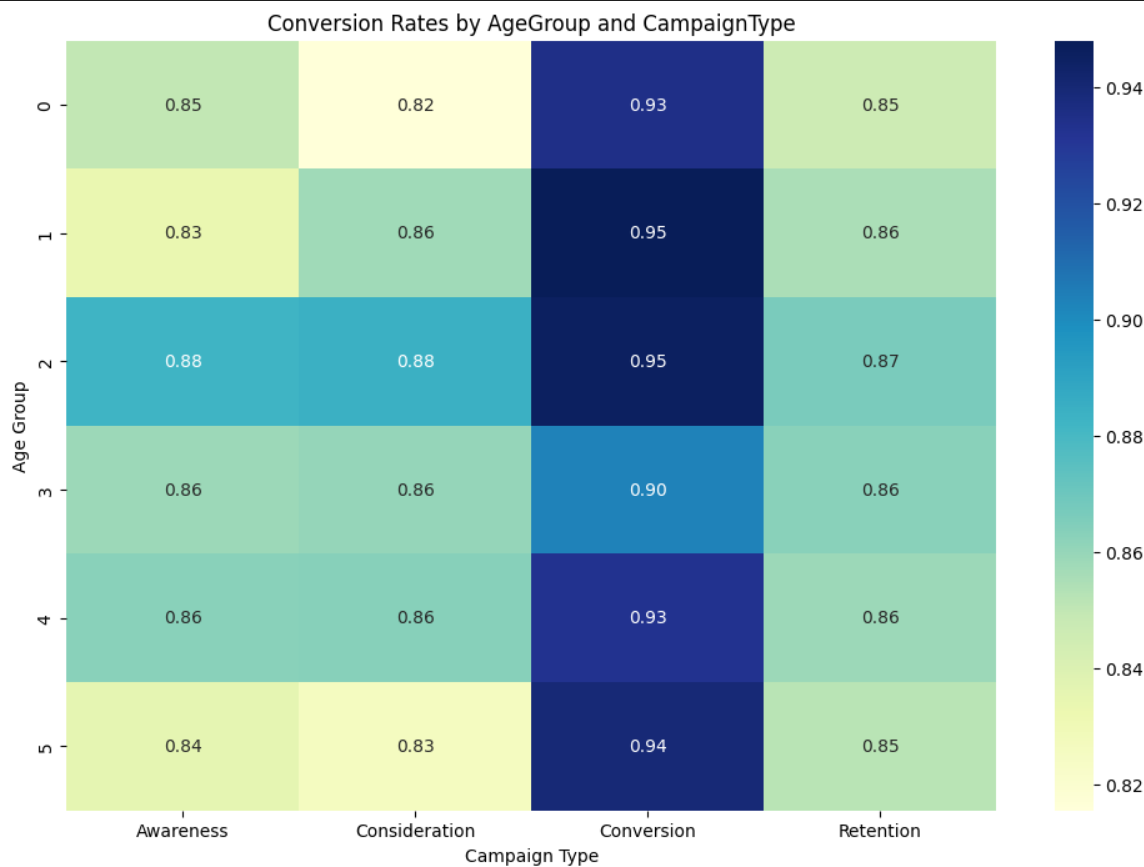 Conversion Rates by AgeGroup and CampaignType
0 0.85 0.82 0.93 0.85
1 0.83 0.86 0.95 0.86
2 0.88 0.88 0.95 0.87
3 0.86 0.86 0.90 0.86
4 0.86 0.86 0.93 0.86
5 0.84 0.83 0.94 0.85
Age Group
Awareness Consideration Conversion Retention
Campaign Type
0.94
0.92
0.90
0.88
0.86
0.84
0.82